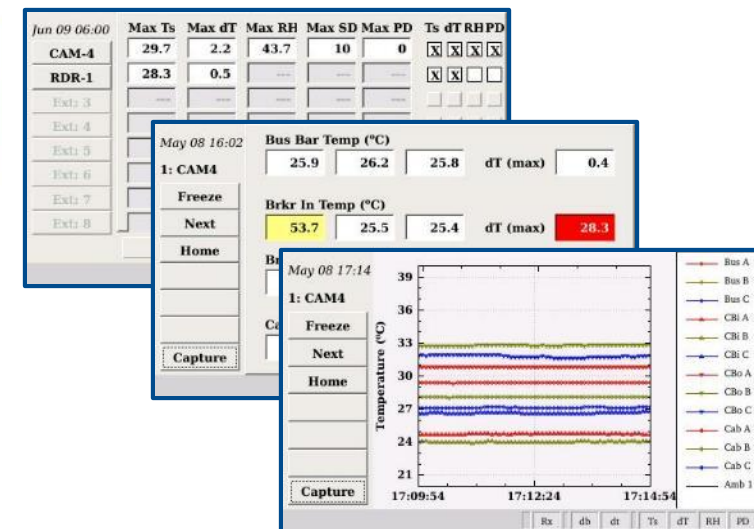 Jun 09 06:00 Max Ts Max dT Max RH Max SD Max PD Ts dT RH PD
CAM-4 29.7 2.2 43.7 10 0 X X X X
RDR-1 28.3 0.5 --- --- --- X X
Ext: 3 --- --- --- --- ---
Ext: 4
Ext: 5
Ext: 6
Ext: 7
Ext: 8
May 08 16:02 Bus Bar Temp (°C)
1: CAM4 25.9 26.2 25.8 dT (max) 0.4
Freeze Brkr In Temp (°C)
Next 53.7 25.5 25.4 dT (max) 28.3
Home
Capture
May 08 17:14
1: CAM4
Freeze
Next
Home
Capture
Temperature (°C)
39
36
33
30
27
24
21
17:09:54 17:12:24 17:14:54
Bus A
Bus B
Bus C
CBi A
CBi B
CBi C
CBo A
CBo B
CBo C
Cab A
Cab B
Cab C
Amb 1
Rx db dt Ts dT RH PD